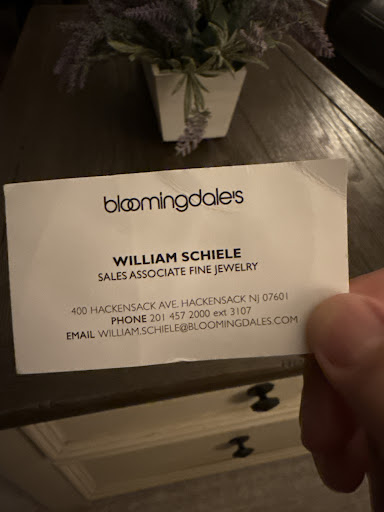 bloomingdale's
WILLIAM SCHIELE
SALES ASSOCIATE FINE JEWELRY
400 HACKENSACK AVE. HACKENSACK NJ 07601
PHONE 201 457 2000 ext 3107
EMAIL WILLIAM.SCHIELE@BLOOMINGDALES.COM